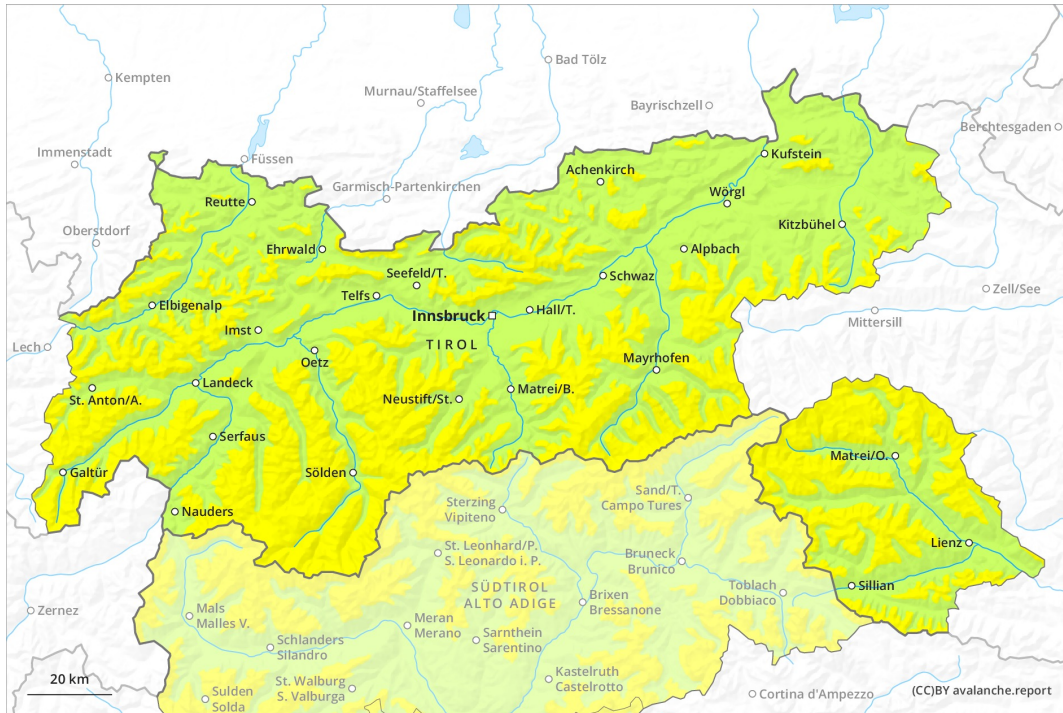 Kempten
Bad Tölz
Murnau/Staffelsee
Bayrischzell
Berchtesgaden
Immenstadt
Füssen
Kufstein
Achenkirch
Garmisch-Partenkirchen
Wörgl
Reutte
Oberstdorf
Kitzbühel
Ehrwald
Alpbach
Seefeld/T.
Schwaz
Zell/See
Telfs
Elbigenalp
Hall/T.
Innsbruck
Mittersill
Imst
Lech
TIROL
Oetz
Mayrhofen
Landeck
St. Anton/A.
Matrei/B.
Neustift/St.
Serfaus
Matrei/O.
Galtür
Sölden
Sand/T.
Campo Tures
Sterzing
Vipiteno
Nauders
Lienz
St. Leonhard/P.
S. Leonardo i. P.
Bruneck
Brunico
SÜDTIROL
ALTO ADIGE
Toblach
Dobbiaco
Sillian
Brixen
Bressanone
Zernez
Mals
Malles V.
Meran
Merano
Schlanders
Silandro
Sarnthein
Sarentino
20 km
St. Walburg
S. Valburga
Kastelruth
Castelrotto
Sulden
Solda
Cortina d'Ampezzo
(CC)BY avalanche.report